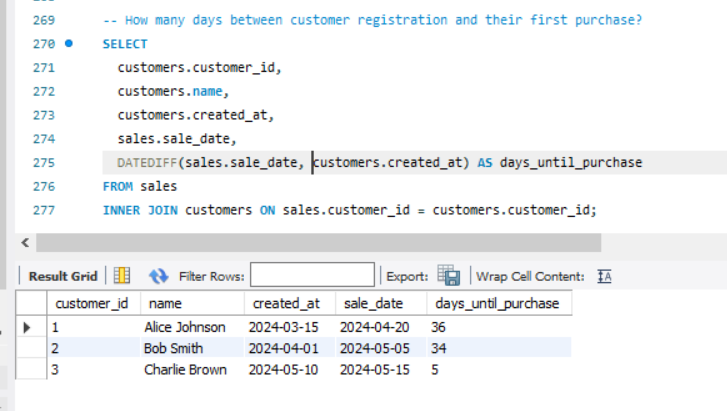 269 -- How many days between customer registration and their first purchase?
270 SELECT
271 customers.customer_id,
272 customers.name,
273 customers.created_at,
274 sales.sale_date,
275 DATEDIFF(sales.sale_date, customers.created_at) AS days_until_purchase
276 FROM sales
277 INNER JOIN customers ON sales.customer_id = customers.customer_id;
Result Grid Filter Rows: Export: Wrap Cell Content:
customer_id name created_at sale_date days_until_purchase
1 Alice Johnson 2024-03-15 2024-04-20 36
2 Bob Smith 2024-04-01 2024-05-05 34
3 Charlie Brown 2024-05-10 2024-05-15 5